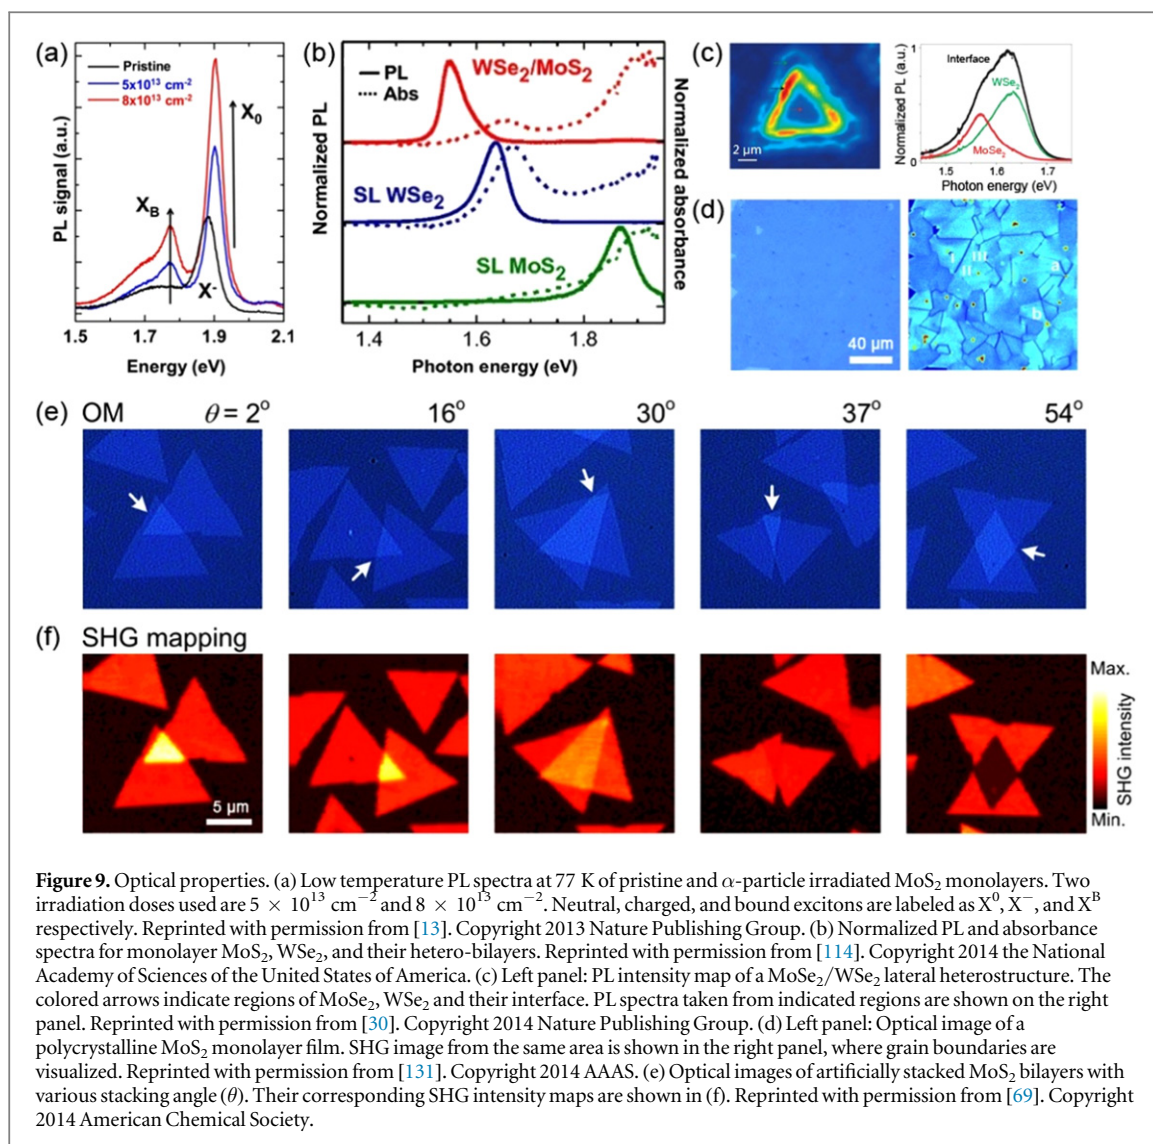 (a)
Pristine
5x10¹³ cm⁻²
8x10¹³ cm⁻²
X₀
X_B
X⁻
PL signal (a.u.)
1.5 1.7 1.9 2.1
Energy (eV)
(b)
PL
Abs
WSe₂/MoS₂
SL WSe₂
SL MoS₂
Normalized PL
Normalized absorbance
1.4 1.6 1.8
Photon energy (eV)
(c)
2 μm
Normalized PL (a.u.)
1
0
Interface
WSe₂
MoSe₂
1.5 1.6 1.7
Photon energy (eV)
(d)
40 μm
I
II
III
a
b
(e) OM θ = 2° 16° 30° 37° 54°
(f) SHG mapping
5 μm
Max.
SHG intensity
Min.
Figure 9. Optical properties. (a) Low temperature PL spectra at 77 K of pristine and α-particle irradiated MoS₂ monolayers. Two
irradiation doses used are 5 × 10¹³ cm⁻² and 8 × 10¹³ cm⁻². Neutral, charged, and bound excitons are labeled as X⁰, X⁻, and Xᴮ
respectively. Reprinted with permission from [13]. Copyright 2013 Nature Publishing Group. (b) Normalized PL and absorbance
spectra for monolayer MoS₂, WSe₂, and their hetero-bilayers. Reprinted with permission from [114]. Copyright 2014 the National
Academy of Sciences of the United States of America. (c) Left panel: PL intensity map of a MoSe₂/WSe₂ lateral heterostructure. The
colored arrows indicate regions of MoSe₂, WSe₂ and their interface. PL spectra taken from indicated regions are shown on the right
panel. Reprinted with permission from [30]. Copyright 2014 Nature Publishing Group. (d) Left panel: Optical image of a
polycrystalline MoS₂ monolayer film. SHG image from the same area is shown in the right panel, where grain boundaries are
visualized. Reprinted with permission from [131]. Copyright 2014 AAAS. (e) Optical images of artificially stacked MoS₂ bilayers with
various stacking angle (θ). Their corresponding SHG intensity maps are shown in (f). Reprinted with permission from [69]. Copyright
2014 American Chemical Society.